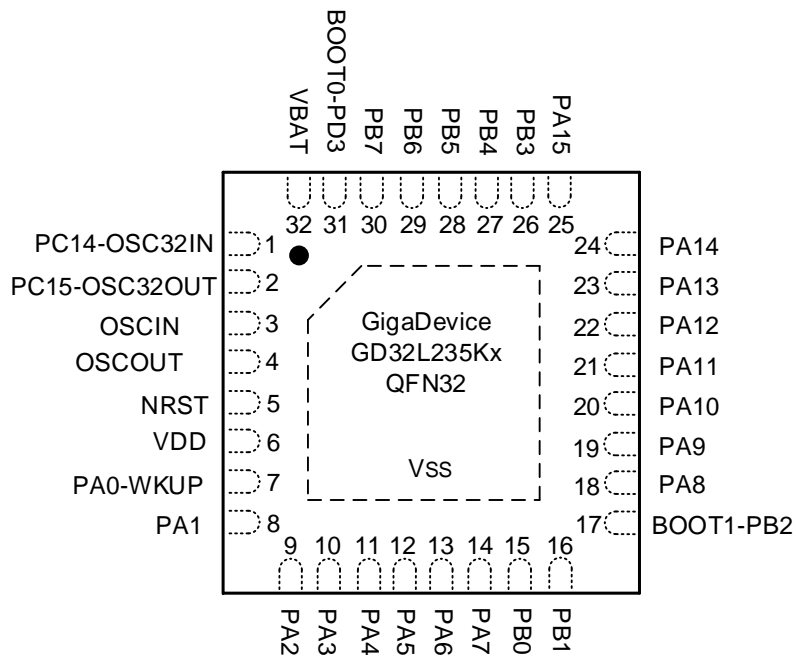 VBAT
BOOT0-PD3
PB7
PB6
PB5
PB4
PB3
PA15
32
31
30
29
28
27
26
25
PC14-OSC32IN 1
PC15-OSC32OUT 2
OSCIN 3
OSCOUT 4
NRST 5
VDD 6
PA0-WKUP 7
PA1 8
GigaDevice
GD32L235Kx
QFN32
VSS
24 PA14
23 PA13
22 PA12
21 PA11
20 PA10
19 PA9
18 PA8
17 BOOT1-PB2
9
10
11
12
13
14
15
16
PA2
PA3
PA4
PA5
PA6
PA7
PB0
PB1